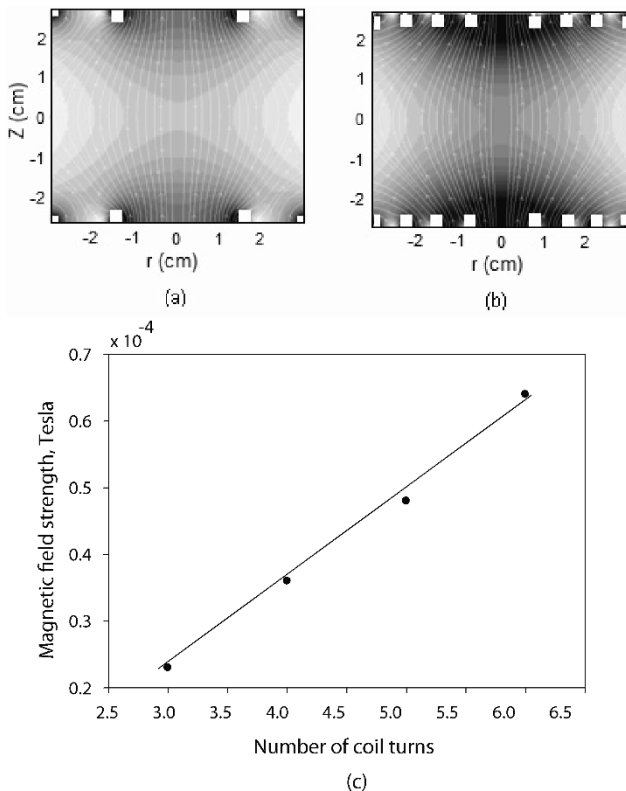 2
1
0
-1
-2
Z (cm)
-2 -1 0 1 2
r (cm)
(a)
2
1
0
-1
-2
-2 -1 0 1 2
r (cm)
(b)
x 10-4
0.7
0.6
0.5
0.4
0.3
0.2
Magnetic field strength, Tesla
2.5 3.0 3.5 4.0 4.5 5.0 5.5 6.0 6.5
Number of coil turns
(c)